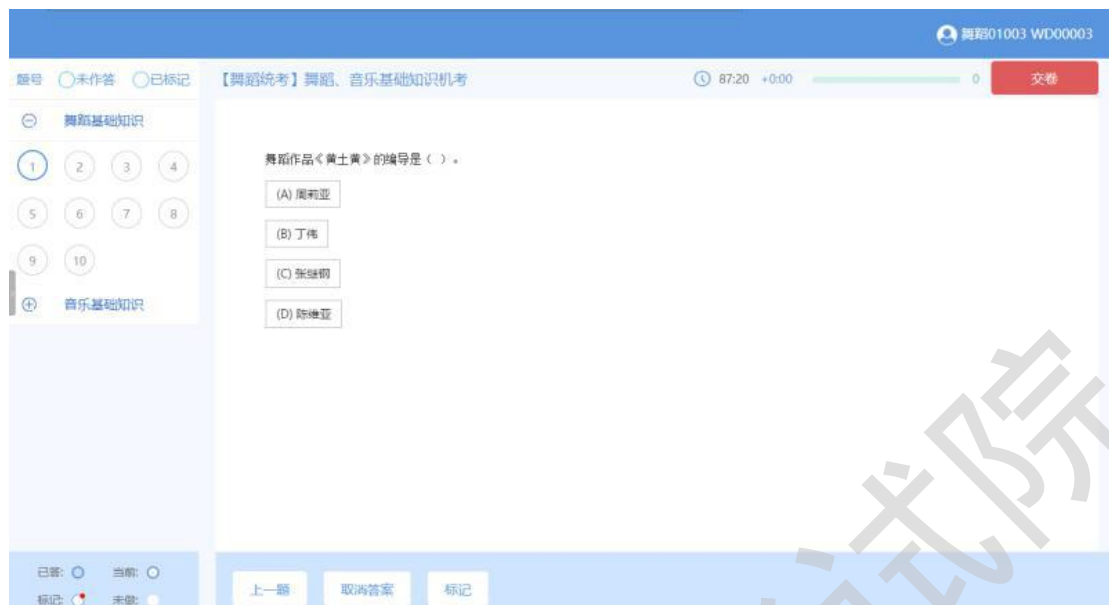 舞蹈01003 WD00003
题号 未作答 已标记
【舞蹈统考】舞蹈、音乐基础知识机考
87:20 +0:00 0
交卷
舞蹈基础知识
1 2 3 4
5 6 7 8
9 10
音乐基础知识
舞蹈作品《黄土黄》的编导是（ ）。
(A) 周莉亚
(B) 丁伟
(C) 张继钢
(D) 陈维亚
已答: 当前:
标记: 未做:
上一题 取消答案 标记
试院